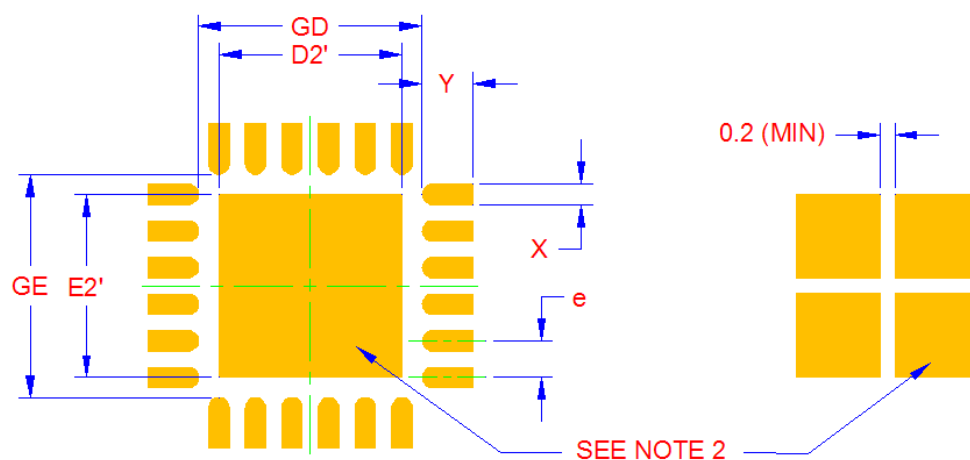 GD
D2'
Y
0.2 (MIN)
X
GE
E2'
e
SEE NOTE 2